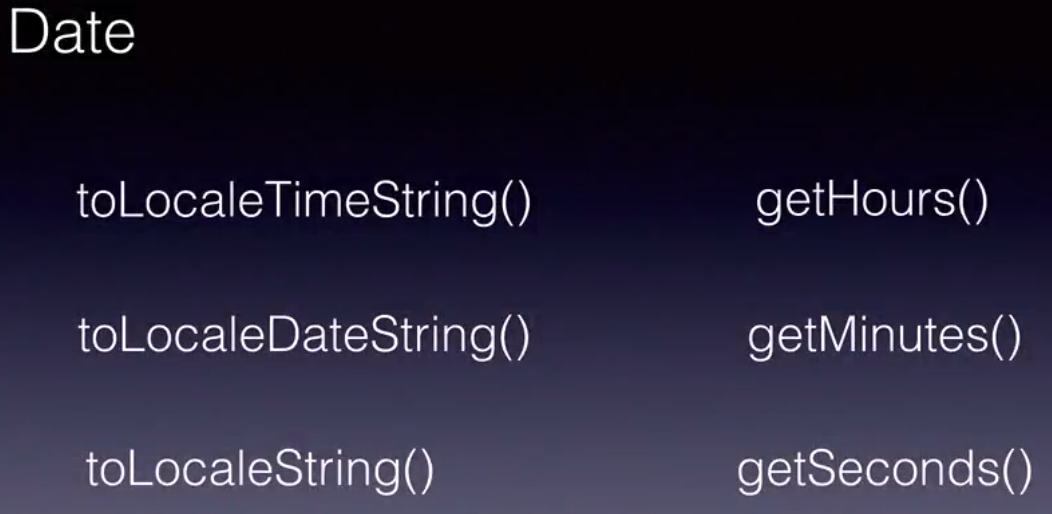 Date
toLocaleTimeString()
getHours()
toLocaleDateString()
getMinutes()
toLocaleString()
getSeconds()